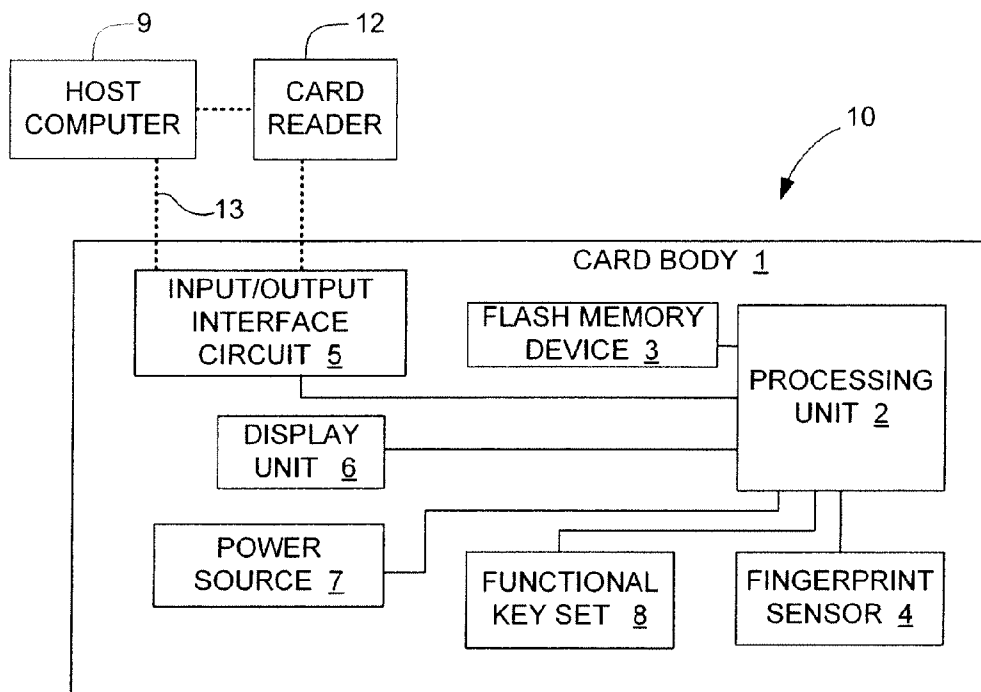 9
12
HOST
COMPUTER
CARD
READER
10
13
CARD BODY 1
INPUT/OUTPUT
INTERFACE
CIRCUIT 5
FLASH MEMORY
DEVICE 3
PROCESSING
UNIT 2
DISPLAY
UNIT 6
POWER
SOURCE 7
FUNCTIONAL
KEY SET 8
FINGERPRINT
SENSOR 4